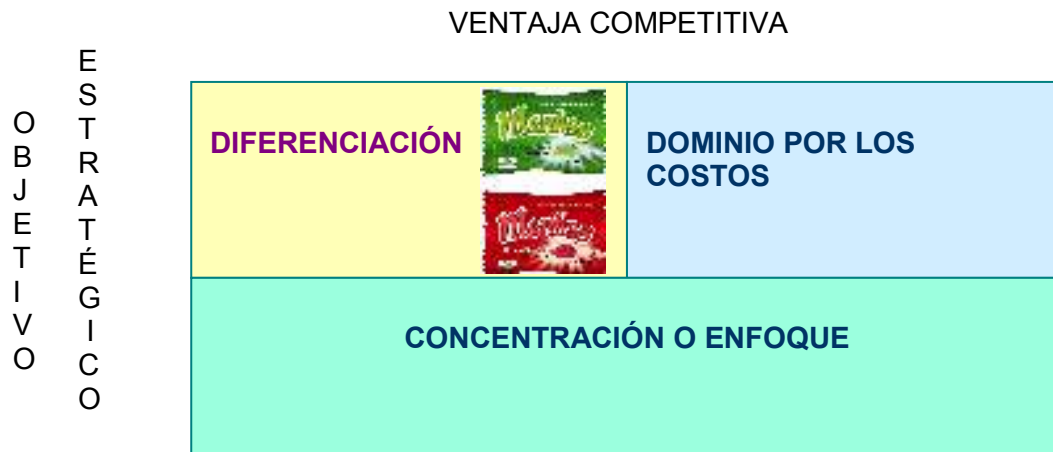 VENTAJA COMPETITIVA
OBJETIVO
ESTRATÉGICO
DIFERENCIACIÓN
DOMINIO POR LOS
COSTOS
CONCENTRACIÓN O ENFOQUE